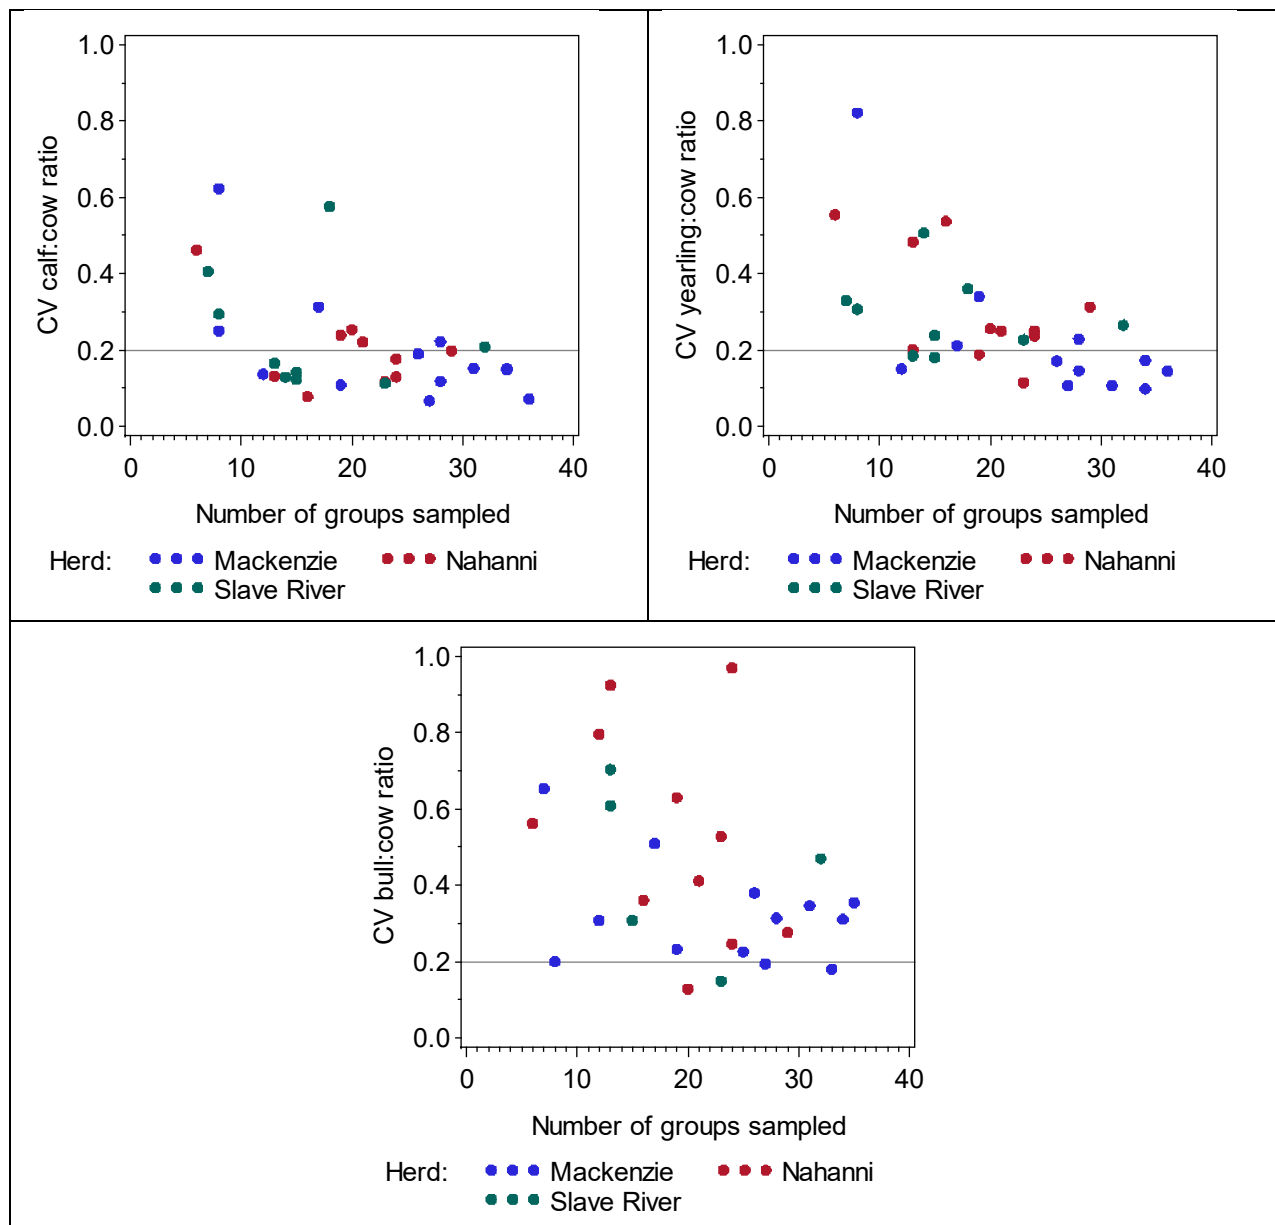 1.0
0.8
0.6
0.4
0.2
0.0
CV calf:cow ratio
0 10 20 30 40
Number of groups sampled
Herd: Mackenzie Nahanni
Slave River
1.0
0.8
0.6
0.4
0.2
0.0
CV yearling:cow ratio
0 10 20 30 40
Number of groups sampled
Herd: Mackenzie Nahanni
Slave River
1.0
0.8
0.6
0.4
0.2
0.0
CV bull:cow ratio
0 10 20 30 40
Number of groups sampled
Herd: Mackenzie Nahanni
Slave River